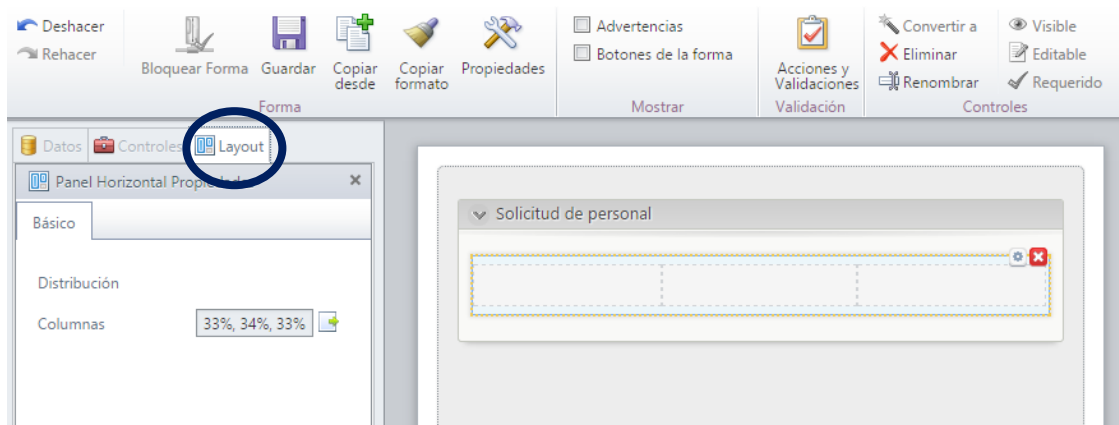 Deshacer
Rehacer
Bloquear Forma
Guardar
Copiar
desde
Copiar
formato
Propiedades
Forma
Advertencias
Botones de la forma
Mostrar
Acciones y
Validaciones
Validación
Convertir a
Eliminar
Renombrar
Visible
Editable
Requerido
Controles
Datos
Controles
Layout
Panel Horizontal Propiedades
Básico
Distribución
Columnas
33%, 34%, 33%
Solicitud de personal